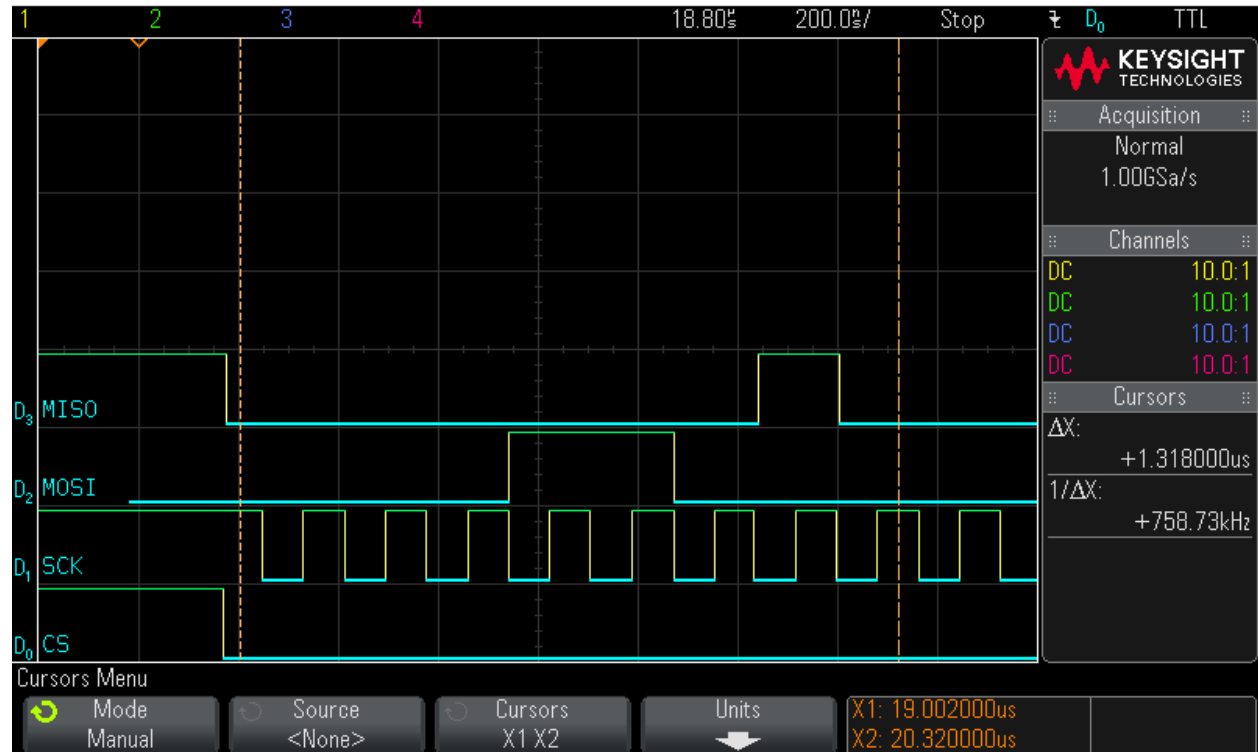 1 2 3 4 18.80us 200.0ns/ Stop D0 TTL
KEYSIGHT
TECHNOLOGIES
Acquisition
Normal
1.00GSa/s
Channels
DC 10.0:1
DC 10.0:1
DC 10.0:1
DC 10.0:1
Cursors
ΔX:
+1.318000us
1/ΔX:
+758.73kHz
D3 MISO
D2 MOSI
D1 SCK
D0 CS
Cursors Menu
Mode
Manual
Source
<None>
Cursors
X1 X2
Units
X1: 19.002000us
X2: 20.320000us